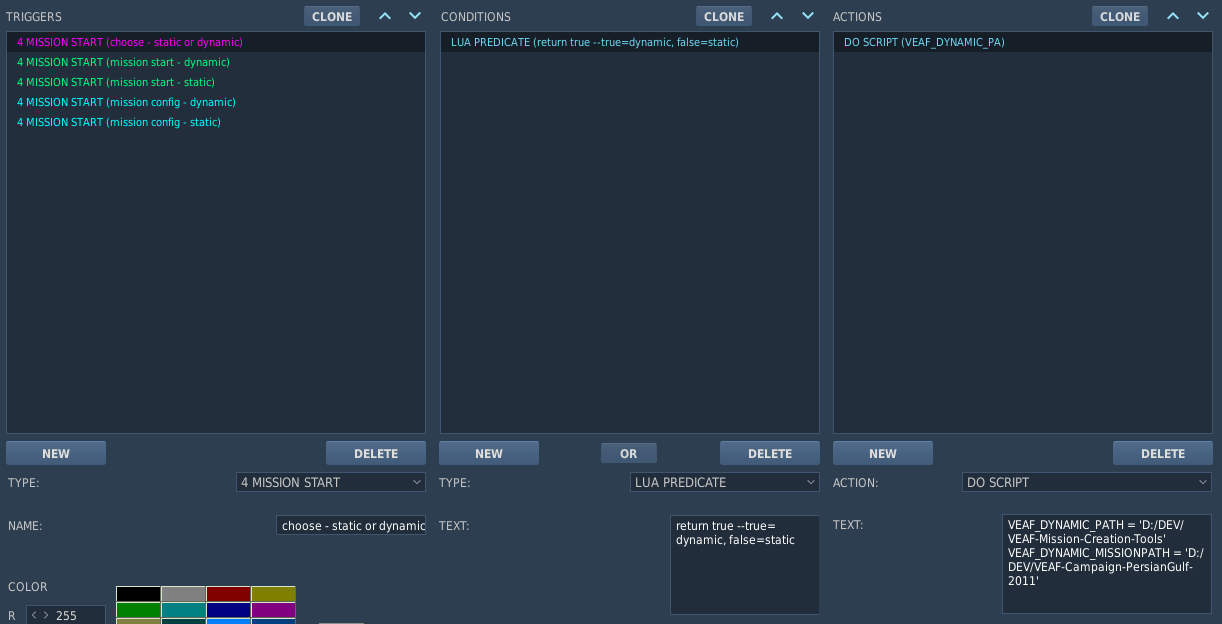 TRIGGERS
CLONE
CONDITIONS
CLONE
ACTIONS
CLONE
4 MISSION START (choose - static or dynamic)
4 MISSION START (mission start - dynamic)
4 MISSION START (mission start - static)
4 MISSION START (mission config - dynamic)
4 MISSION START (mission config - static)
LUA PREDICATE (return true --true=dynamic, false=static)
DO SCRIPT (VEAF_DYNAMIC_PA)
NEW
DELETE
NEW
OR
DELETE
NEW
DELETE
TYPE:
4 MISSION START
TYPE:
LUA PREDICATE
ACTION:
DO SCRIPT
NAME:
choose - static or dynamic
TEXT:
return true --true=
dynamic, false=static
TEXT:
VEAF_DYNAMIC_PATH = 'D:/DEV/
VEAF-Mission-Creation-Tools'
VEAF_DYNAMIC_MISSIONPATH = 'D:/
DEV/VEAF-Campaign-PersianGulf-
2011'
COLOR
R
255